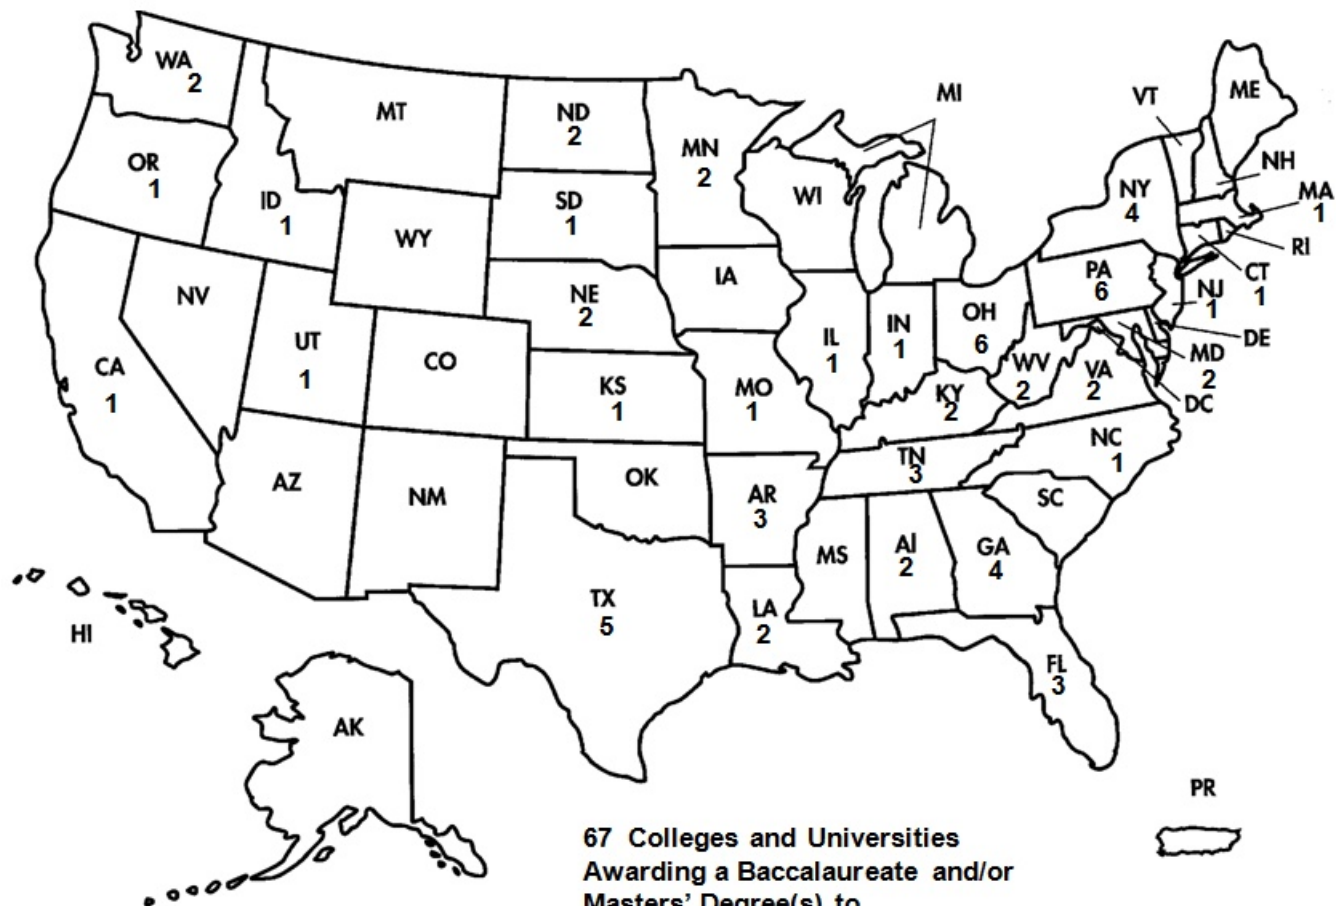 WA
2
MT
ND
2
MN
2
MI
VT
ME
OR
1
ID
1
SD
1
WI
NY
4
NH
MA
1
WY
RI
NV
NE
2
IA
PA
6
CT
1
NJ
1
UT
1
CO
IL
1
IN
1
OH
6
DE
MD
2
DC
CA
1
KS
1
MO
1
KY
2
WV
2
VA
2
AZ
NM
OK
AR
3
TN
3
NC
1
SC
MS
Al
2
GA
4
TX
5
LA
2
HI
FL
3
AK
PR
67 Colleges and Universities
Awarding a Baccalaureate and/or
Masters' Degree(s) to